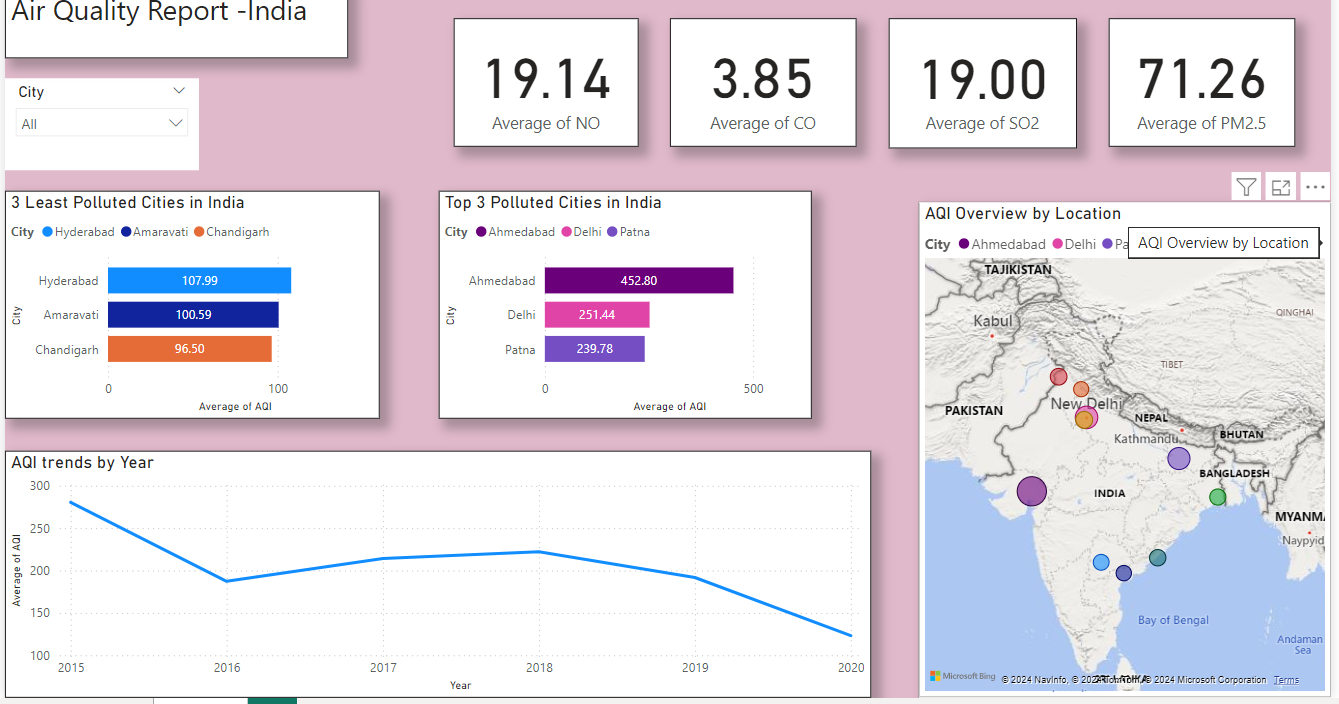 Air Quality Report -India
City
All
19.14
Average of NO
3.85
Average of CO
19.00
Average of SO2
71.26
Average of PM2.5
3 Least Polluted Cities in India
City Hyderabad Amaravati Chandigarh
City
Hyderabad 107.99
Amaravati 100.59
Chandigarh 96.50
0 100
Average of AQI
Top 3 Polluted Cities in India
City Ahmedabad Delhi Patna
City
Ahmedabad 452.80
Delhi 251.44
Patna 239.78
0 500
Average of AQI
AQI Overview by Location
City Ahmedabad Delhi Pa
AQI Overview by Location
TAJIKISTAN
QINGHAI
Kabul
TIBET
New Delhi
PAKISTAN
NEPAL
Kathmandu
BHUTAN
BANGLADESH
INDIA
MYANMA
Naypyid
Bay of Bengal
Andaman
Sea
Microsoft Bing
© 2024 Microsoft Corporation Terms
AQI trends by Year
Average of AQI
300
250
200
150
100
2015 2016 2017 2018 2019 2020
Year